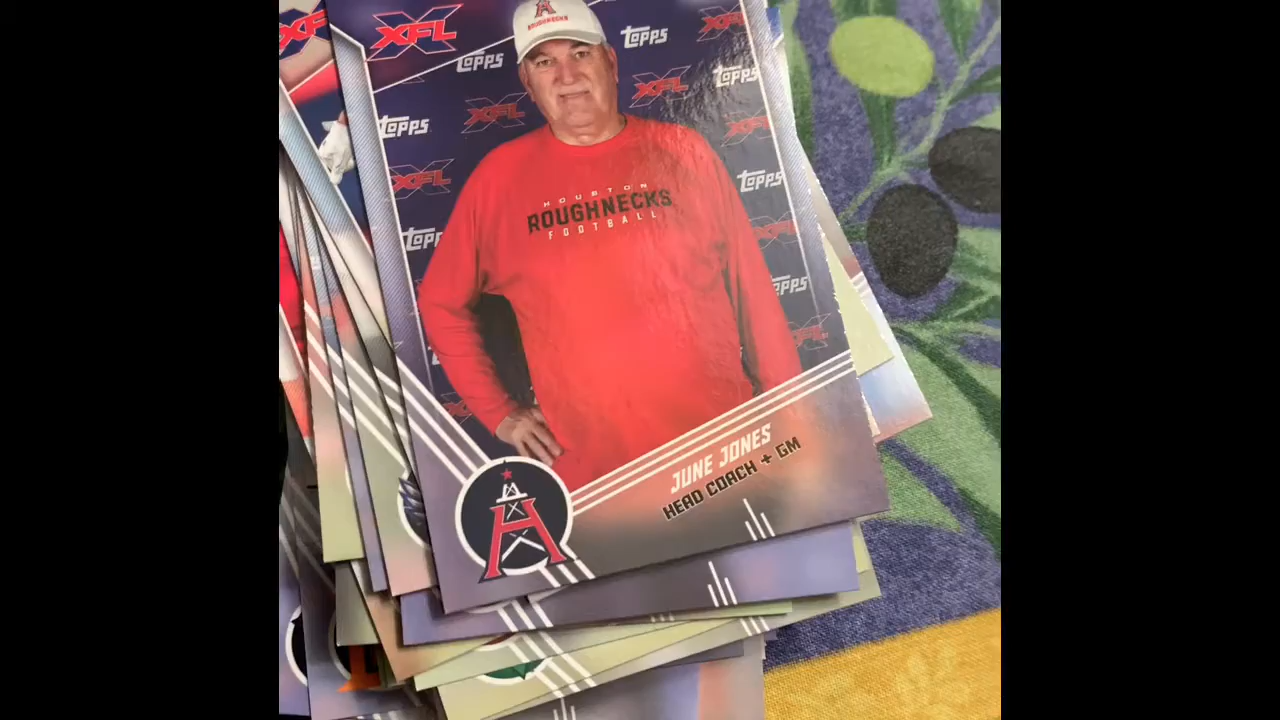 XFL
XFL
TOPPS
ROUGHNECKS
TOPPS
XFL
TOPPS
XFL
XFL
TOPPS
XFL
XFL
TOPPS
HOUSTON
ROUGHNECKS
FOOTBALL
XFL
JUNE JONES
HEAD COACH + GM
H